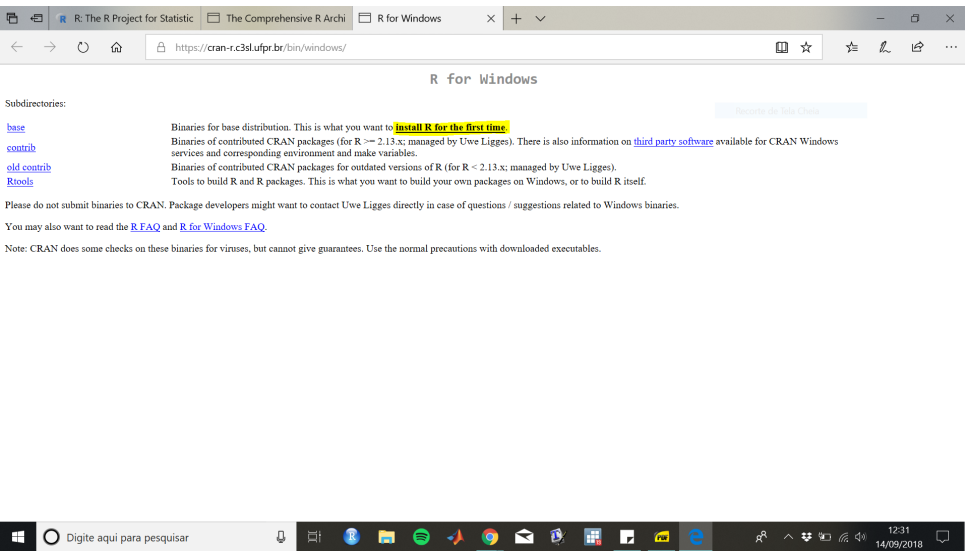 R: The R Project for Statistic
The Comprehensive R Archi
R for Windows
https://cran-r.c3sl.ufpr.br/bin/windows/
R for Windows
Subdirectories:
base Binaries for base distribution. This is what you want to install R for the first time.
contrib Binaries of contributed CRAN packages (for R >= 2.13.x; managed by Uwe Ligges). There is also information on third party software available for CRAN Windows
services and corresponding environment and make variables.
old contrib Binaries of contributed CRAN packages for outdated versions of R (for R < 2.13.x; managed by Uwe Ligges).
Rtools Tools to build R and R packages. This is what you want to build your own packages on Windows, or to build R itself.
Please do not submit binaries to CRAN. Package developers might want to contact Uwe Ligges directly in case of questions / suggestions related to Windows binaries.
You may also want to read the R FAQ and R for Windows FAQ.
Note: CRAN does some checks on these binaries for viruses, but cannot give guarantees. Use the normal precautions with downloaded executables.
Digite aqui para pesquisar
12:31
14/09/2018